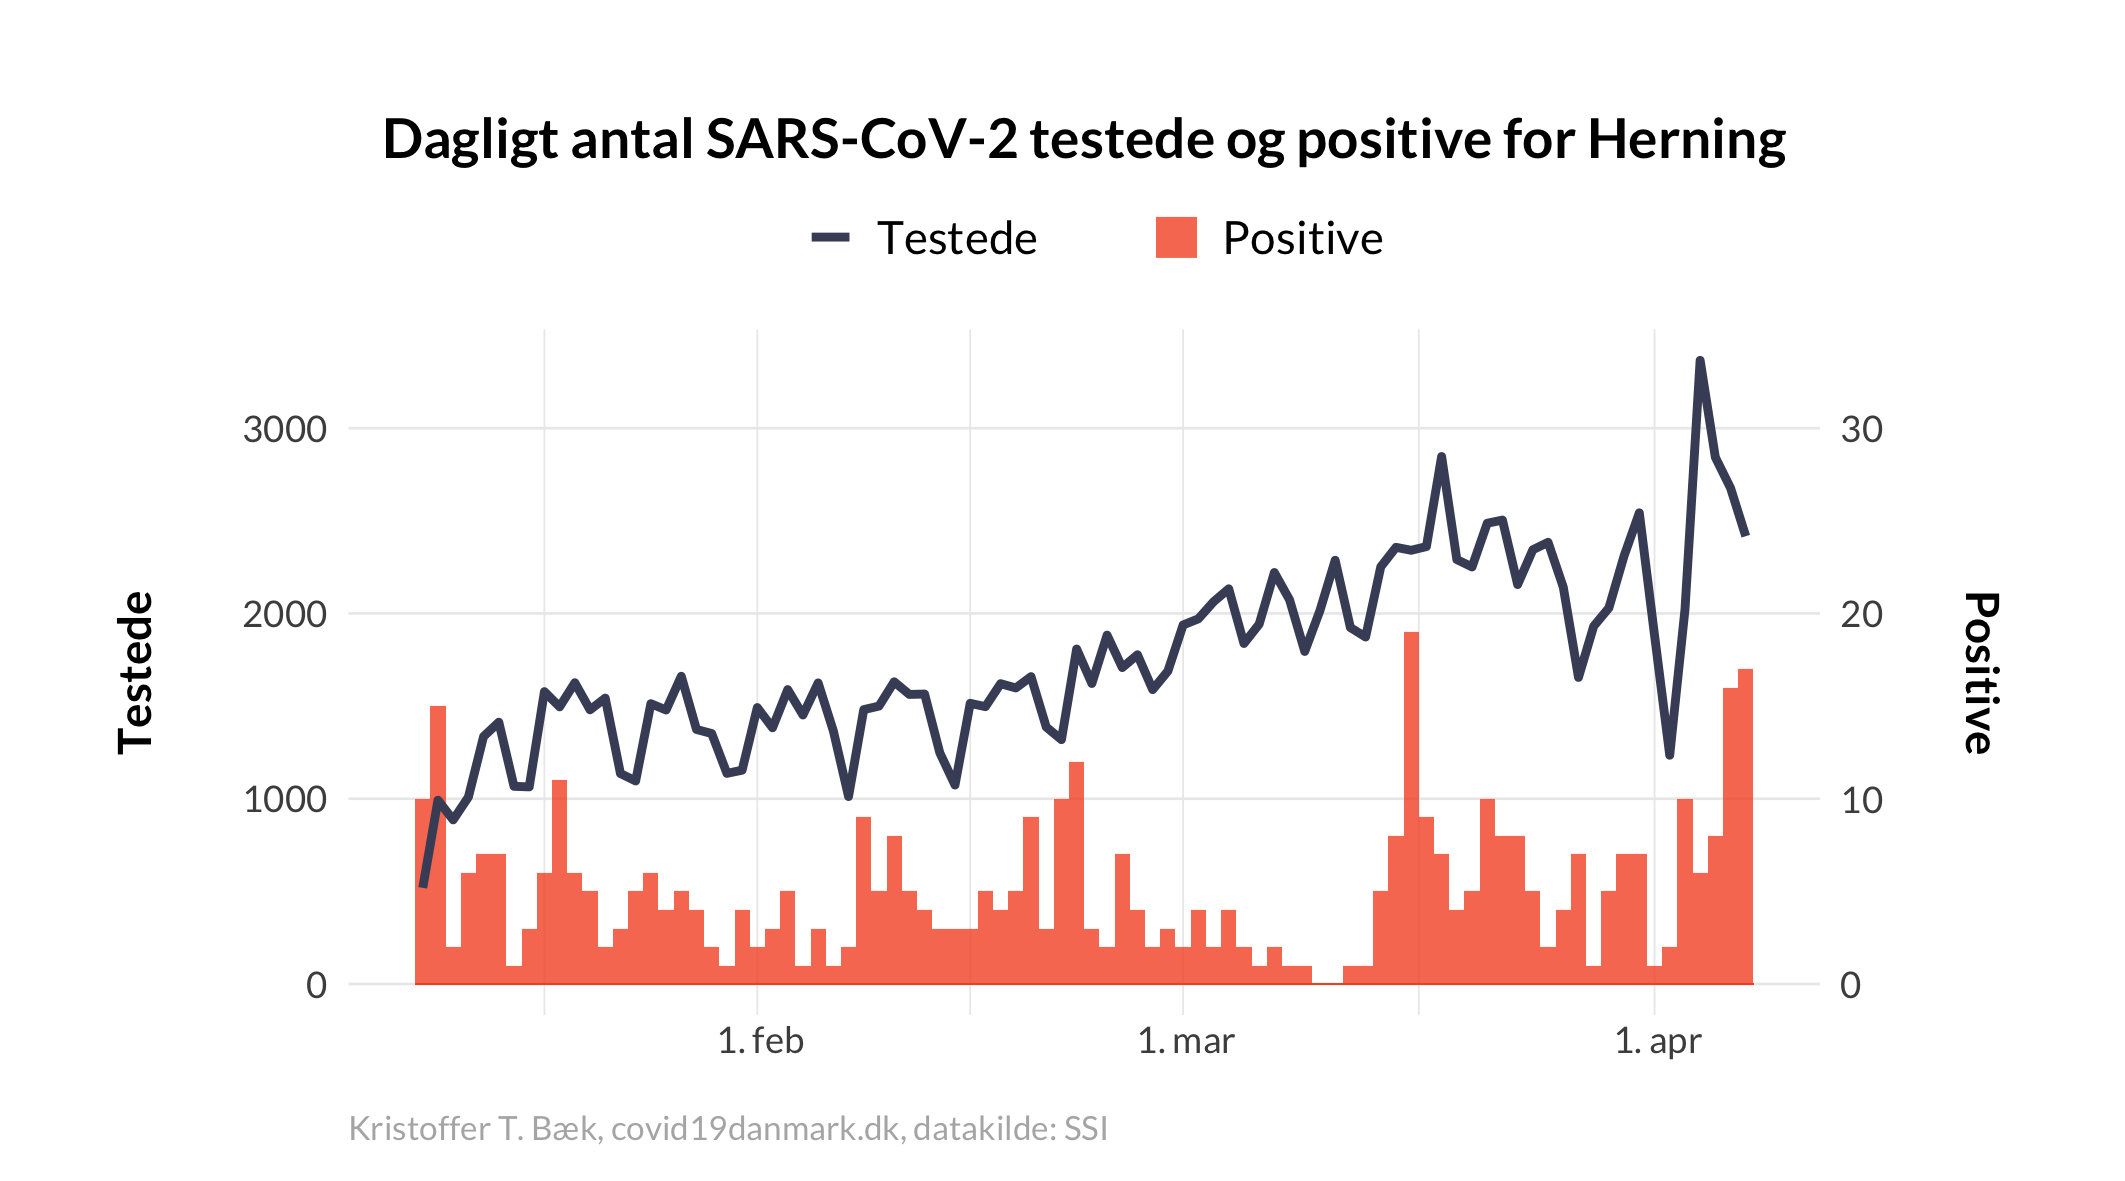 Dagligt antal SARS-CoV-2 testede og positive for Herning
Testede Positive
3000 30
2000 20
1000 10
0 0
Testede
Positive
1. feb 1. mar 1. apr
Kristoffer T. Bæk, covid19danmark.dk, datakilde: SSI